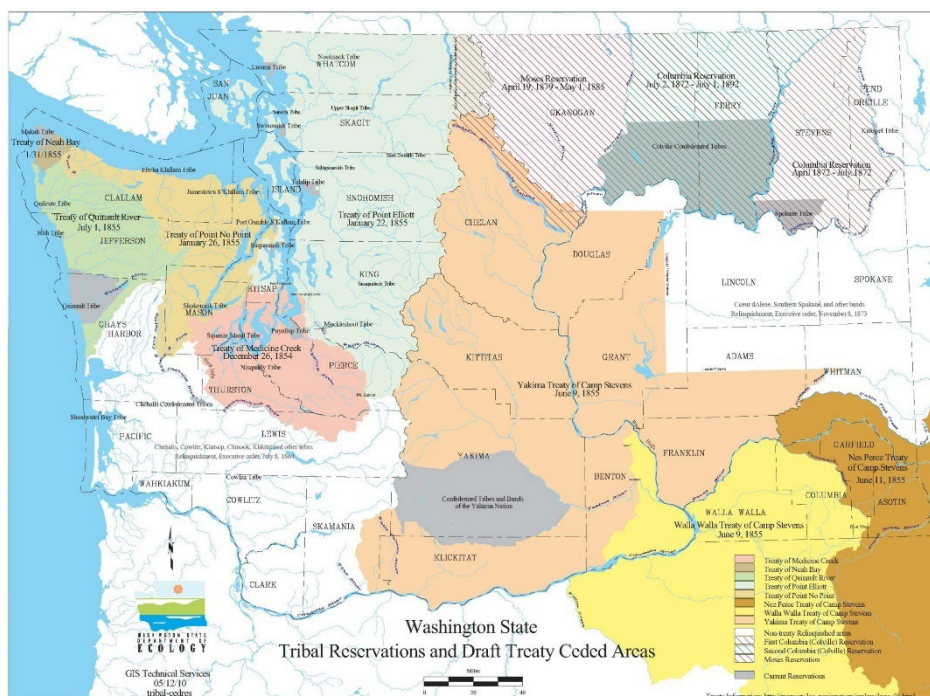 Nooksack Tribe
WHATCOM
Lummi Tribe
SAN
JUAN
Upper Skagit Tribe
Samish Tribe
Swinomish Tribe
SKAGIT
Sauk-Suiattle Tribe
Stillaguamish Tribe
ISLAND
Tulalip Tribe
SNOHOMISH
Treaty of Point Elliott
January 22, 1855
KING
Snoqualmie Tribe
Muckleshoot Tribe
Makah Tribe
Treaty of Neah Bay
1/31/1855
Elwha Klallam Tribe
CLALLAM
Jamestown S'Klallam Tribe
Quileute Tribe
Treaty of Quinault River
July 1, 1855
Port Gamble S'Klallam Tribe
Hoh Tribe
JEFFERSON
Treaty of Point No Point
January 26, 1855
Suquamish Tribe
KITSAP
Quinault Tribe
Skokomish Tribe
MASON
GRAYS
HARBOR
Squaxin Island Tribe
Puyallup Tribe
Treaty of Medicine Creek
December 26, 1854
Nisqually Tribe
PIERCE
THURSTON
Chehalis Confederated Tribes
Shoalwater Bay Tribe
PACIFIC
LEWIS
Chehalis, Cowlitz, Klatsop, Chinook, Klikitat and other tribes
Relinquishment, Executive order, July 8, 1864
Cowlitz Tribe
WAHKIAKUM
COWLITZ
SKAMANIA
CLARK
Moses Reservation
April 19, 1879 - May 1, 1885
OKANOGAN
Columbia Reservation
July 2, 1872 - July 1, 1892
FERRY
PEND
OREILLE
STEVENS
Kalispel Tribe
Colville Confederated Tribes
Columbia Reservation
April 1872 - July 1872
Spokane Tribe
CHELAN
DOUGLAS
LINCOLN
SPOKANE
Coeur dAlene, Southern Spokane, and other bands
Relinquishment, Executive order, November 8, 1873
KITTITAS
GRANT
ADAMS
WHITMAN
Yakima Treaty of Camp Stevens
June 9, 1855
YAKIMA
FRANKLIN
BENTON
Confederated Tribes and Bands
of the Yakama Nation
KLICKITAT
WALLA WALLA
Walla Walla Treaty of Camp Stevens
June 9, 1855
COLUMBIA
GARFIELD
Nes Perce Treaty
of Camp Stevens
June 11, 1855
ASOTIN
N
WASHINGTON STATE
DEPARTMENT OF
ECOLOGY
GIS Technical Services
05/12/10
tribal-cedres
Washington State
Tribal Reservations and Draft Treaty Ceded Areas
Miles
0 20 40
Treaty of Medicine Creek
Treaty of Neah Bay
Treaty of Quinault River
Treaty of Point Elliott
Treaty of Point No Point
Nez Perce Treaty of Camp Stevens
Walla Walla Treaty of Camp Stevens
Yakima Treaty of Camp Stevens
Non-treaty Relinquished areas
First Columbia (Colville) Reservation
Second Columbia (Colville) Reservation
Moses Reservation
Current Reservations